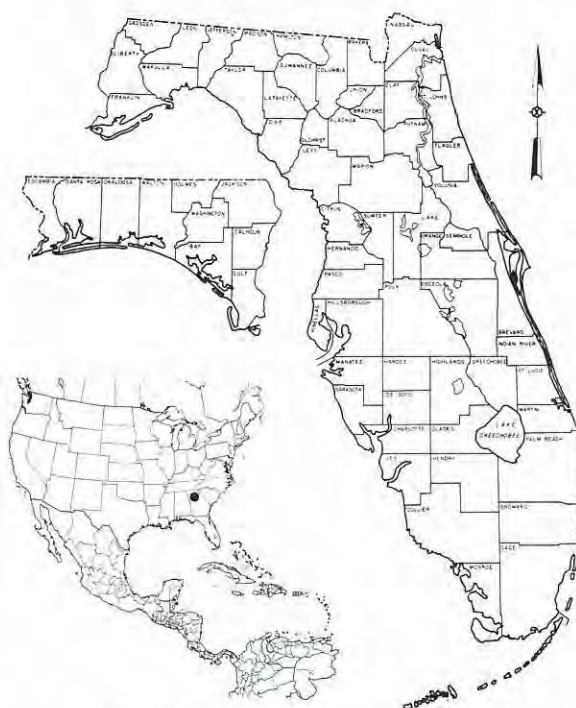 NASSAU
GADSDEN
LEON
JEFFERSON
MADISON
HAMILTON
BAKER
DUVAL
LIBERTY
WAKULLA
TAYLOR
SUWANNEE
COLUMBIA
UNION
CLAY
ST JOHNS
FRANKLIN
LAFAYETTE
BRADFORD
DIXIE
GILCHRIST
ALACHUA
PUTNAM
FLAGLER
LEVY
MARION
VOLUSIA
ESCAMBIA
SANTA ROSA
OKALOOSA
WALTON
HOLMES
JACKSON
WASHINGTON
BAY
CALHOUN
GULF
CITRUS
SUMTER
LAKE
HERNANDO
ORANGE
SEMINOLE
PASCO
POLK
OSCEOLA
PINELLAS
HILLSBOROUGH
BREVARD
INDIAN RIVER
MANATEE
HARDEE
HIGHLANDS
OKEECHOBEE
ST LUCIE
SARASOTA
DE SOTO
MARTIN
CHARLOTTE
GLADES
LAKE
OKEECHOBEE
PALM BEACH
LEE
HENDRY
COLLIER
BROWARD
DADE
MONROE